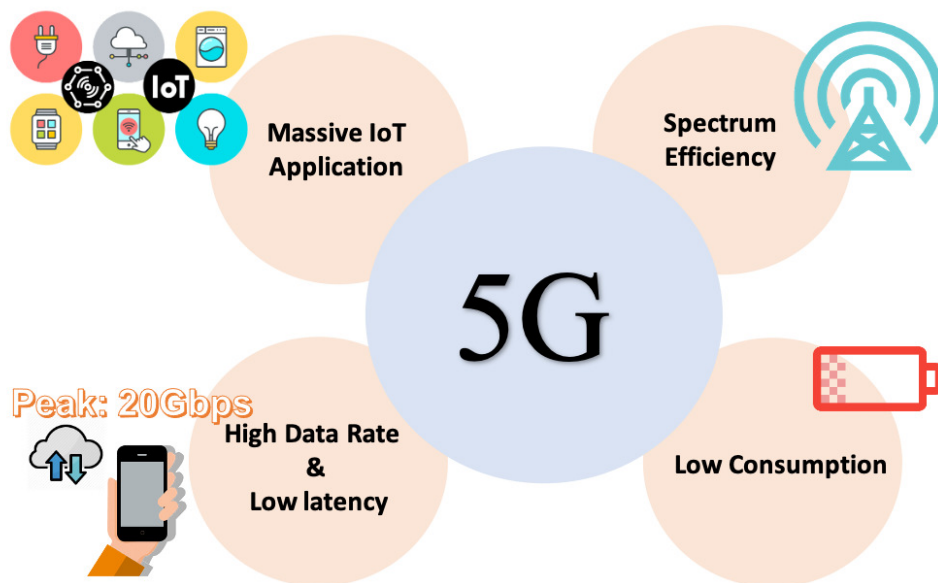 IoT
Massive IoT
Application
Spectrum
Efficiency
5G
Peak: 20Gbps
High Data Rate
&
Low latency
Low Consumption